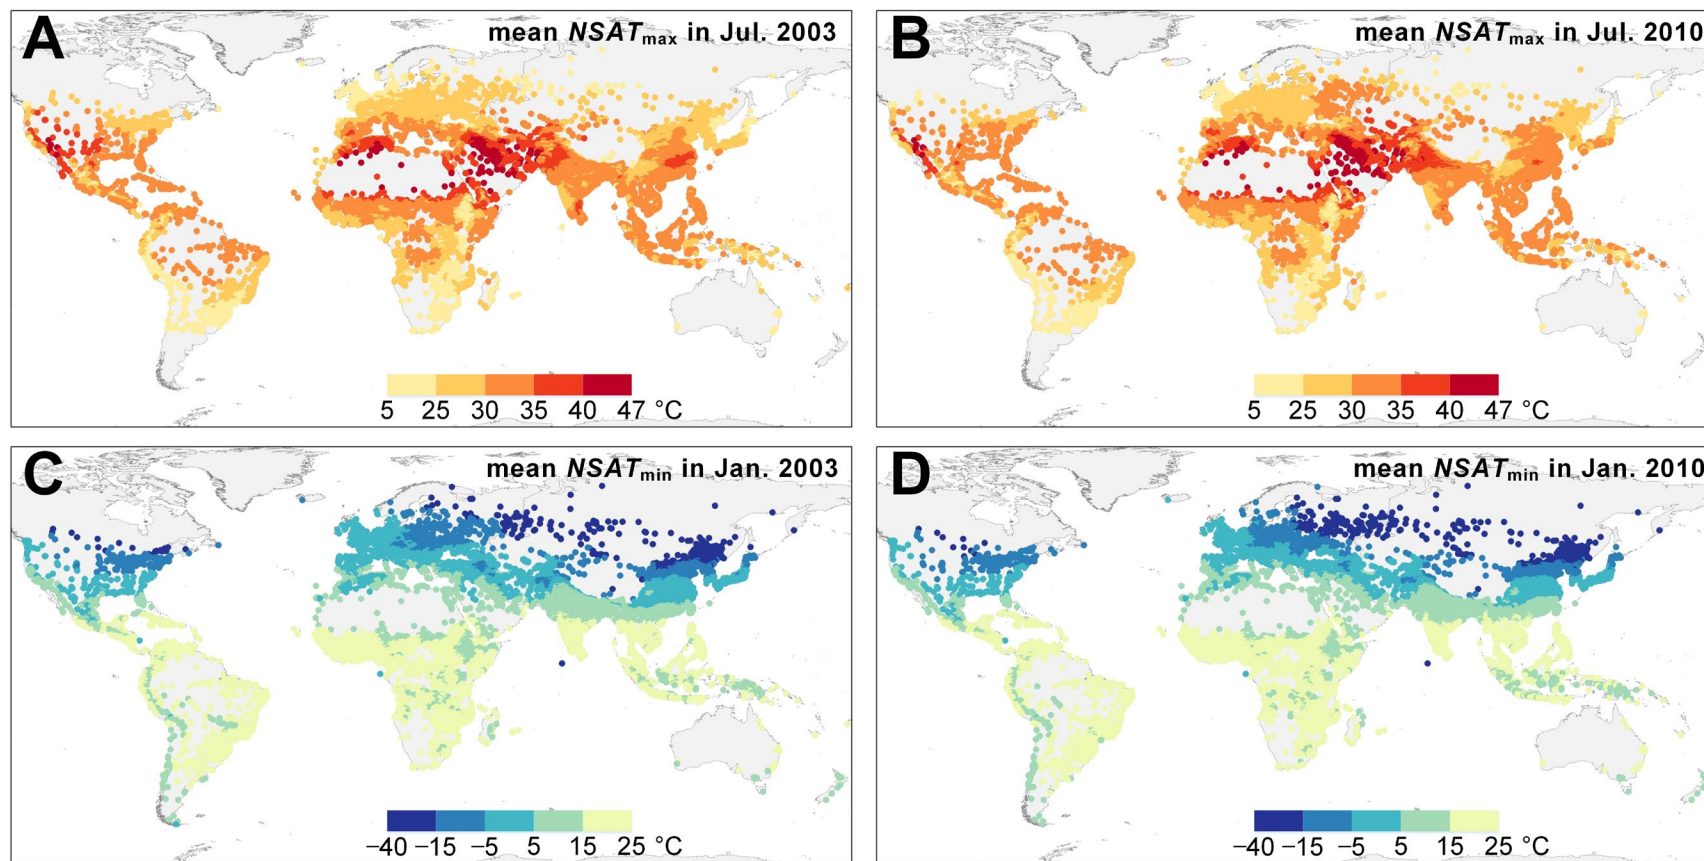 A
mean NSATmax in Jul. 2003
5 25 30 35 40 47 °C
B
mean NSATmax in Jul. 2010
5 25 30 35 40 47 °C
C
mean NSATmin in Jan. 2003
−40 −15 −5 5 15 25 °C
D
mean NSATmin in Jan. 2010
−40 −15 −5 5 15 25 °C